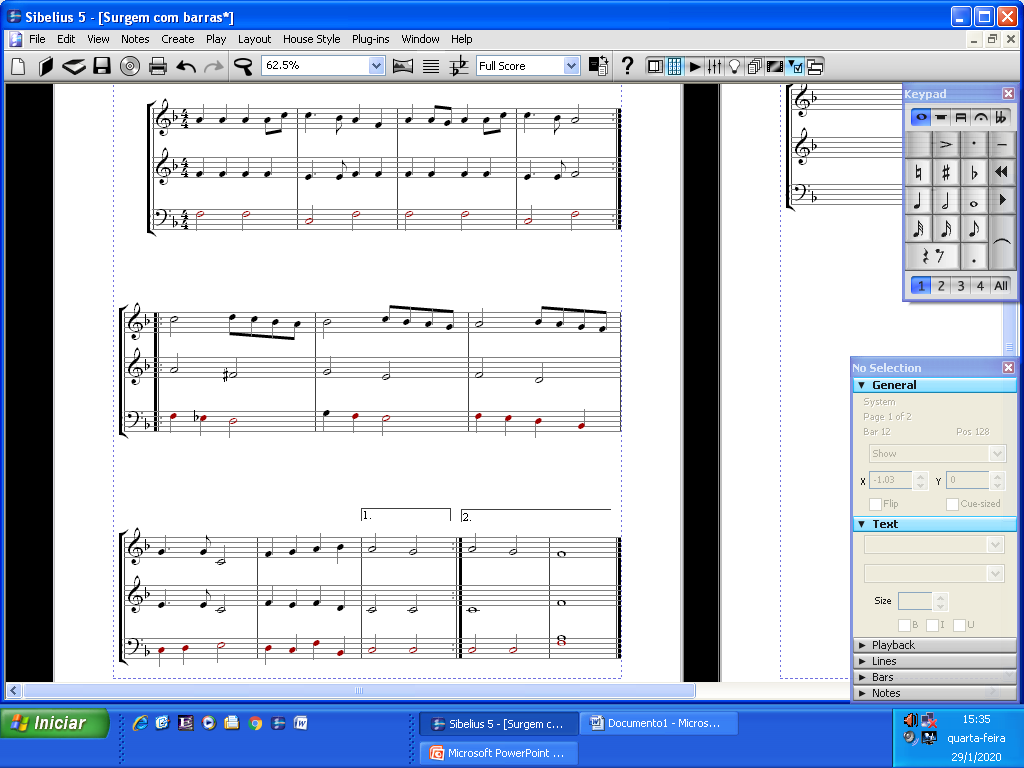 Sibelius 5 - [Surgem com barras*]
File Edit View Notes Create Play Layout House Style Plug-ins Window Help
62.5% Full Score
Keypad
1 2 3 4 All
1. 2.
No Selection
General
System
Page 1 of 2
Bar 12 Pos 128
Show
X -1.03 Y 0
Flip Cue-sized
Text
Size
B I U
Playback
Lines
Bars
Notes
Iniciar
Sibelius 5 - [Surgem c...
Documento1 - Micros...
Microsoft PowerPoint ...
15:35
quarta-feira
29/1/2020